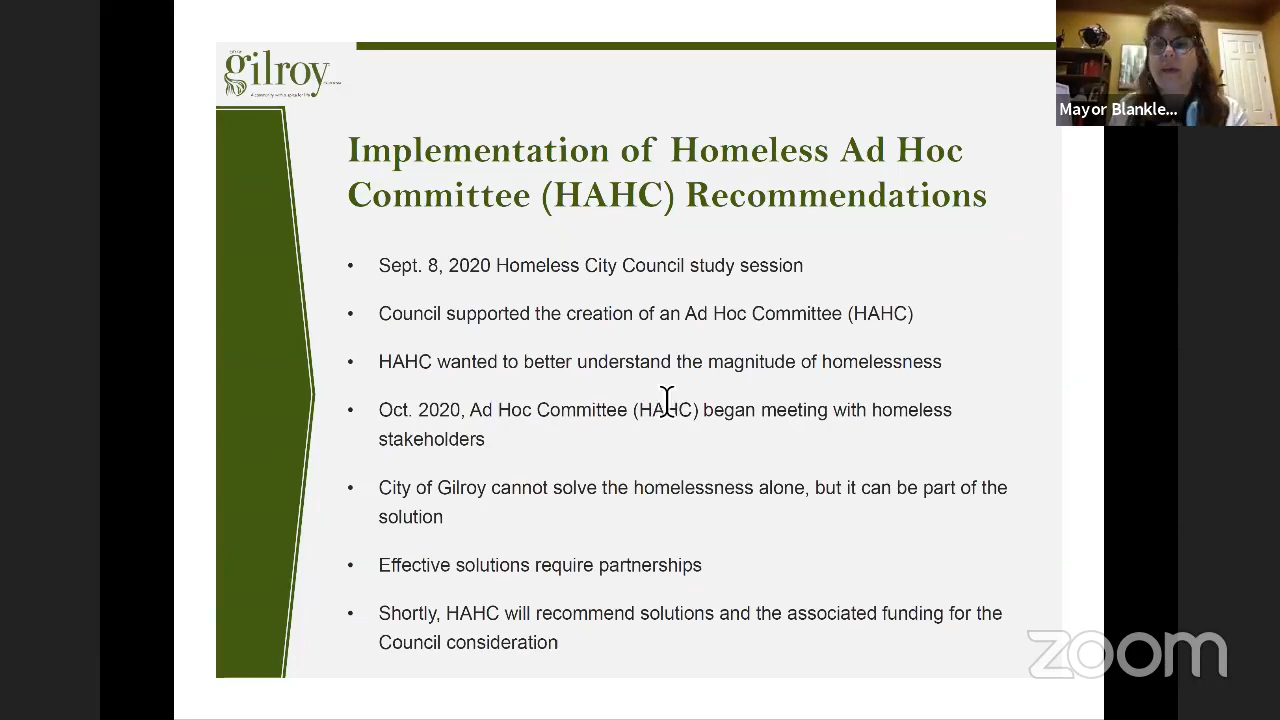 CITY OF
gilroy
Mayor Blankle...
Implementation of Homeless Ad Hoc
Committee (HAHC) Recommendations
• Sept. 8, 2020 Homeless City Council study session
• Council supported the creation of an Ad Hoc Committee (HAHC)
• HAHC wanted to better understand the magnitude of homelessness
• Oct. 2020, Ad Hoc Committee (HAHC) began meeting with homeless
stakeholders
• City of Gilroy cannot solve the homelessness alone, but it can be part of the
solution
• Effective solutions require partnerships
• Shortly, HAHC will recommend solutions and the associated funding for the
Council consideration
zoom